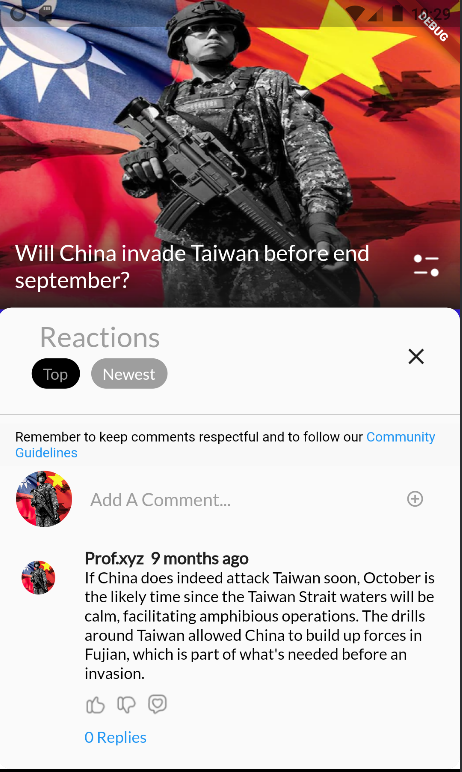 10:29
DEBUG
Will China invade Taiwan before end
september?
Reactions
Top Newest
Remember to keep comments respectful and to follow our Community
Guidelines
Add A Comment...
Prof.xyz 9 months ago
If China does indeed attack Taiwan soon, October is
the likely time since the Taiwan Strait waters will be
calm, facilitating amphibious operations. The drills
around Taiwan allowed China to build up forces in
Fujian, which is part of what's needed before an
invasion.
0 Replies